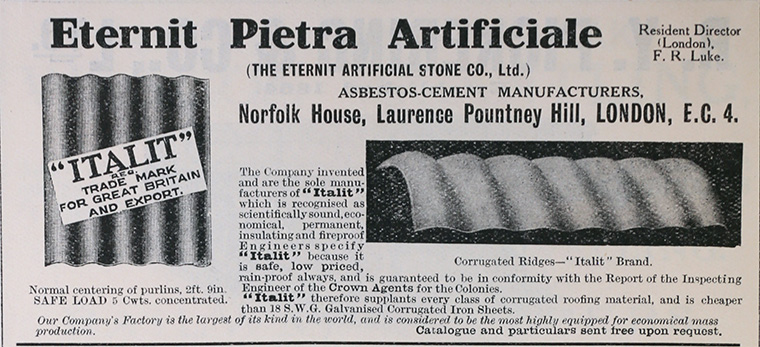 Eternit Pietra Artificiale
Resident Director
(London),
F. R. Luke.
(THE ETERNIT ARTIFICIAL STONE CO., Ltd.)
ASBESTOS-CEMENT MANUFACTURERS,
Norfolk House, Laurence Pountney Hill, LONDON, E.C. 4.
"ITALIT"
REG.
TRADE MARK
FOR GREAT BRITAIN
AND EXPORT.
Normal centering of purlins, 2ft. 9in.
SAFE LOAD 5 Cwts. concentrated.
The Company invented
and are the sole manu-
facturers of "Italit"
which is recognised as
scientifically sound, eco-
nomical, permanent,
insulating and fireproof
Engineers specify
"Italit" because it
is safe, low priced,
rain-proof always, and is guaranteed to be in conformity with the Report of the Inspecting
Engineer of the Crown Agents for the Colonies.
"Italit" therefore supplants every class of corrugated roofing material, and is cheaper
than 18 S.W.G. Galvanised Corrugated Iron Sheets.
Corrugated Ridges—"Italit" Brand.
Our Company's Factory is the largest of its kind in the world, and is considered to be the most highly equipped for economical mass
production.
Catalogue and particulars sent free upon request.